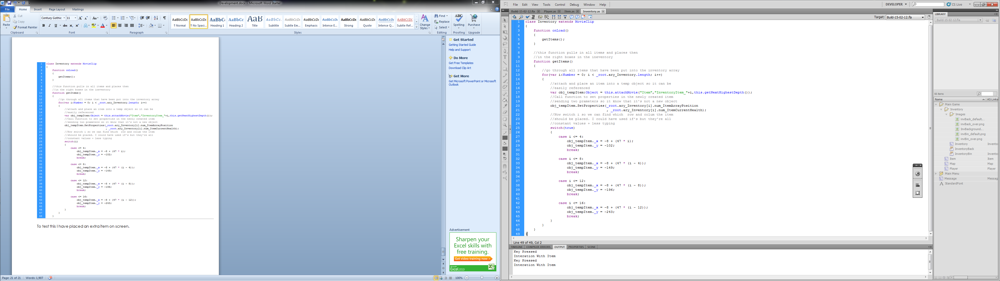 Development.docx - Microsoft Word Starter
File Home Insert Page Layout Mailings
Paste
Cut
Copy
Format Painter
Clipboard
Century Gothic 11
Font
Paragraph
AaBbCcDc AaBbCcDc AaBbC AaBbCc AaB AaBbCc. AaBbCcDc AaBbCcDc AaBbCcDc AaBbCcDc AaBbCcDc AaBbCcDc AABBCCDC
¶ Normal ¶ No Spaci... Heading 1 Heading 2 Title Subtitle Subtle Em... Emphasis Intense E... Strong Quote Intense Q... Subtle Ref...
Styles
Change Styles
Find
Replace
Select
Editing
Spelling
Proofing
Purchase
Upgrade
1 class Inventory extends MovieClip
2 {
3 function onLoad()
4 {
5 getItems();
6 }
7
8 //this function pulls in all items and places then
9 //in the right boxes in the ineventory
10 function getItems()
11 {
12 //go through all items that have been put into the inventory array
13 for(var i:Number = 0; i < _root.ary_Inventory.length; i++)
14 {
15 //attach and place an item into a temp object so it can be
16 //easily referenced
17 var obj_tempItem:Object = this.attachMovie("Item","InventoryItem_"+i,this.getNextHighestDepth());
18 //Call function to set properties in the newly created item
19 //sending two prameters so it know that it's not a new object
20 obj_tempItem.SetProperties(_root.ary_Inventory[i].num_ItemArrayPosition
21 , _root.ary_Inventory[i].num_ItemCurrentHealth);
22 //Now switch i so we can find which  row and colum the item
23 //should be placed. I could have used if's but they're all
24 //constant values + less typing
25 switch(i)
26 {
27 case <= 4:
28 obj_tempItem._x = -8 + (47 * i);
29 obj_tempItem._y = -102;
30 break;
31
32 case <= 8:
33 obj_tempItem._x = -8 + (47 * (i - 4));
34 obj_tempItem._y = -149;
35 break;
36
37 case <= 12:
38 obj_tempItem._x = -8 + (47 * (i - 8));
39 obj_tempItem._y = -196;
40 break;
41
42 case <= 16:
43 obj_tempItem._x = -8 + (47 * (i - 12));
44 obj_tempItem._y = -243;
45 break;
46 }
47 }
48 }
To test this I have placed an extra item on screen.
Get Started
Getting Started Guide
Help and Support
Do More
Get Free Templates
Download Clip Art
Get More
Get Microsoft PowerPoint or Microsoft
Outlook
Advertisement
Sharpen your
Excel skills with
free training.
Get video training now >
Excel 2010
Page: 21 of 21 Words: 1,907
100%
Fl File Edit View Tools Control Debug Window Help
DEVELOPER CS Live
Build-15-02-12.fla Player.as Item.as Inventory.as
Target: Build-15-02-12.fla
1 class Inventory extends MovieClip
2 {
3 function onLoad()
4 {
5 getItems();
6 }
7
8 //this function pulls in all items and places then
9 //in the right boxes in the ineventory
10 function getItems()
11 {
12 //go through all items that have been put into the inventory array
13 for(var i:Number = 0; i < _root.ary_Inventory.length; i++)
14 {
15 //attach and place an item into a temp object so it can be
16 //easily referenced
17 var obj_tempItem:Object = this.attachMovie("Item","InventoryItem_"+i,this.getNextHighestDepth());
18 //Call function to set properties in the newly created item
19 //sending two prameters so it know that it's not a new object
20 obj_tempItem.SetProperties(_root.ary_Inventory[i].num_ItemArrayPosition
21 , _root.ary_Inventory[i].num_ItemCurrentHealth);
22 //Now switch i so we can find which  row and colum the item
23 //should be placed. I could have used if's but they're all
24 //constant values + less typing
25 switch(true)
26 {
27 case i <= 4:
28 obj_tempItem._x = -8 + (47 * i);
29 obj_tempItem._y = -102;
30 break;
31
32 case i <= 8:
33 obj_tempItem._x = -8 + (47 * (i - 4));
34 obj_tempItem._y = -149;
35 break;
36
37 case i <= 12:
38 obj_tempItem._x = -8 + (47 * (i - 8));
39 obj_tempItem._y = -196;
40 break;
41
42 case i <= 16:
43 obj_tempItem._x = -8 + (47 * (i - 12));
44 obj_tempItem._y = -243;
45 break;
46 }
47 }
48 }
49 }
Line 49 of 49, Col 2
TIMELINE COMPILER ERRORS OUTPUT PROPERTIES SCENE
Key Pressed
Interation With Item
Key Pressed
Interation With Item
LIBRARY
Build-15-02-12.fla
66 items
Name AS Linka
Main Game
Inventory
Images
invBack_default....
invBack_over.png
InvBackground....
invBin_default.png
invBin_over.png
Inventory Invento
InventoryBack
InventoryBin Invento
Item Item
Map Map
Player Player
Main Menu
Message Messag
StandardFont